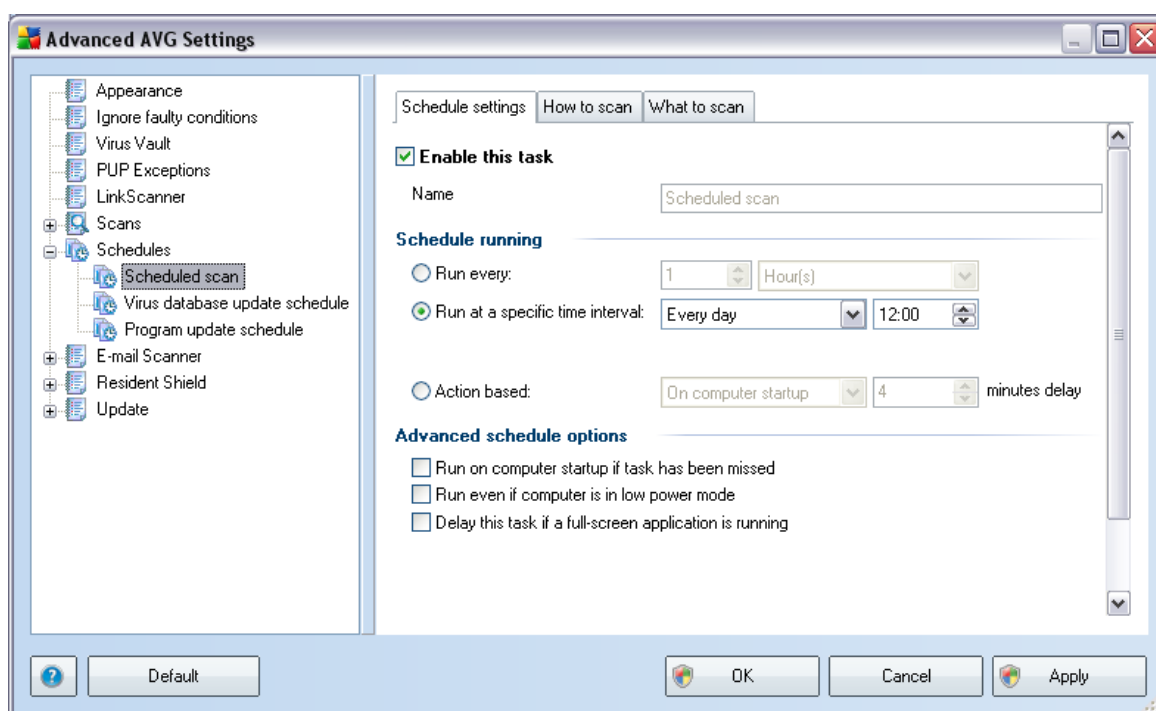 Advanced AVG Settings
Appearance
Ignore faulty conditions
Virus Vault
PUP Exceptions
LinkScanner
Scans
Schedules
Scheduled scan
Virus database update schedule
Program update schedule
E-mail Scanner
Resident Shield
Update
Schedule settings How to scan What to scan
Enable this task
Name Scheduled scan
Schedule running
Run every: 1 Hour(s)
Run at a specific time interval: Every day 12:00
Action based: On computer startup 4 minutes delay
Advanced schedule options
Run on computer startup if task has been missed
Run even if computer is in low power mode
Delay this task if a full-screen application is running
? Default OK Cancel Apply